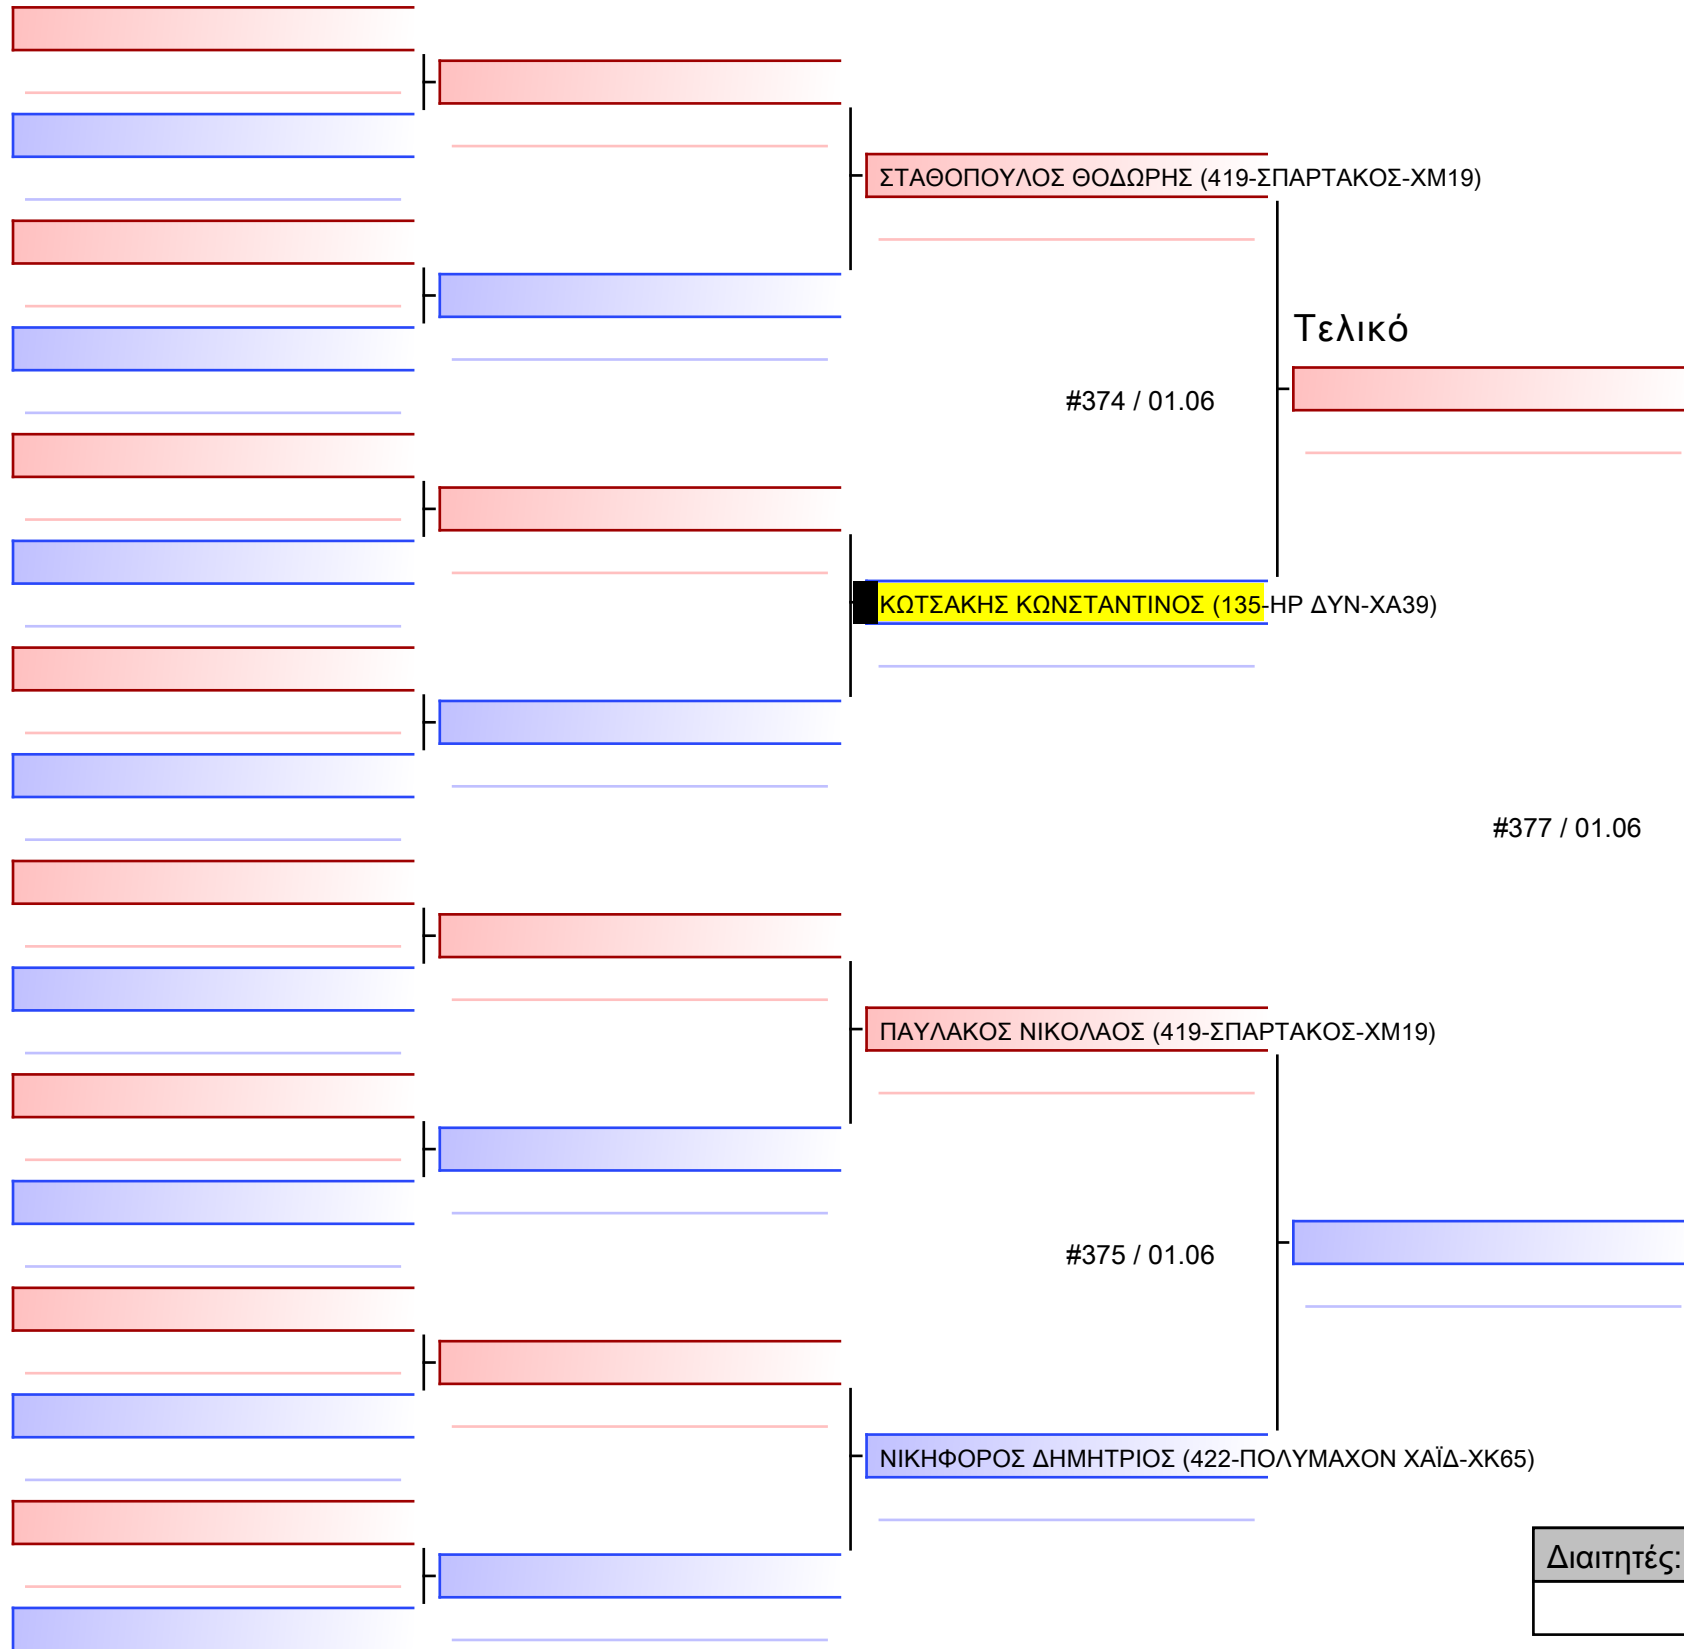 ΣΤΑΘΟΠΟΥΛΟΣ ΘΟΔΩΡΗΣ (419-ΣΠΑΡΤΑΚΟΣ-ΧΜ19)
Τελικό
#374 / 01.06
ΚΩΤΣΑΚΗΣ ΚΩΝΣΤΑΝΤΙΝΟΣ (135-ΗΡ ΔΥΝ-ΧΑ39)
#377 / 01.06
ΠΑΥΛΑΚΟΣ ΝΙΚΟΛΑΟΣ (419-ΣΠΑΡΤΑΚΟΣ-ΧΜ19)
#375 / 01.06
ΝΙΚΗΦΟΡΟΣ ΔΗΜΗΤΡΙΟΣ (422-ΠΟΛΥΜΑΧΟΝ ΧΑΪΔ-ΧΚ65)
Διαιτητές: